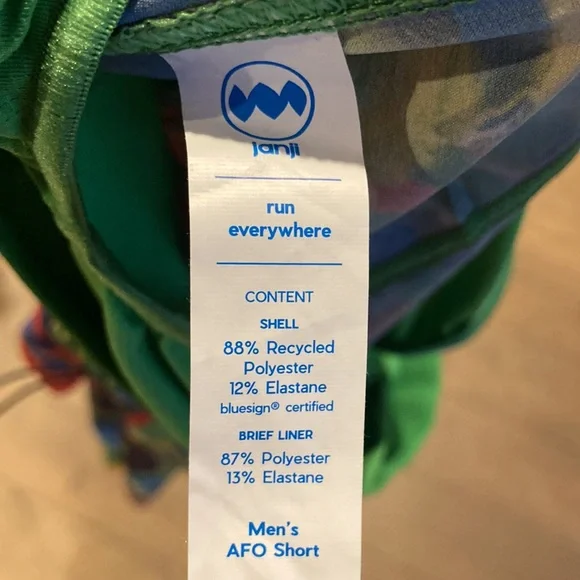 janji
run
everywhere
CONTENT
SHELL
88% Recycled
Polyester
12% Elastane
bluesign® certified
BRIEF LINER
87% Polyester
13% Elastane
Men's
AFO Short